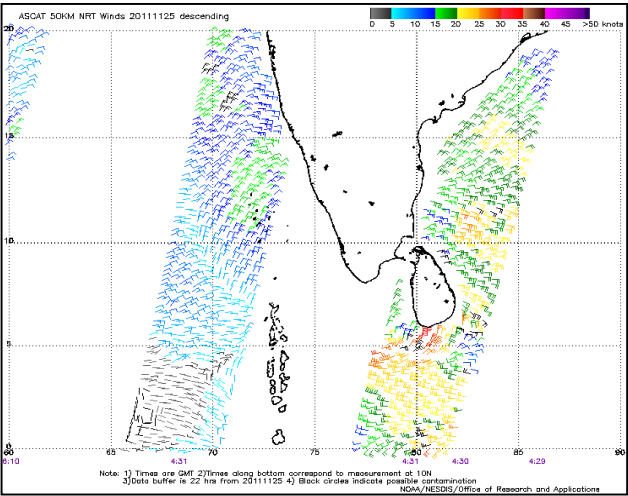 ASCAT 50KM NRT Winds 20111125 descending
0 5 10 15 20 25 30 35 40 45 >50 knots
20
15
10
5
0
60 65 70 75 80 85 90
6:10 4:31 4:31 4:30 4:29
Note: 1) Times are GMT 2)Times along bottom correspond to measurement at 10N
3)Data buffer is 22 hrs from 20111125 4) Black circles indicate possible contamination
NOAA/NESDIS/Office of Research and Applications